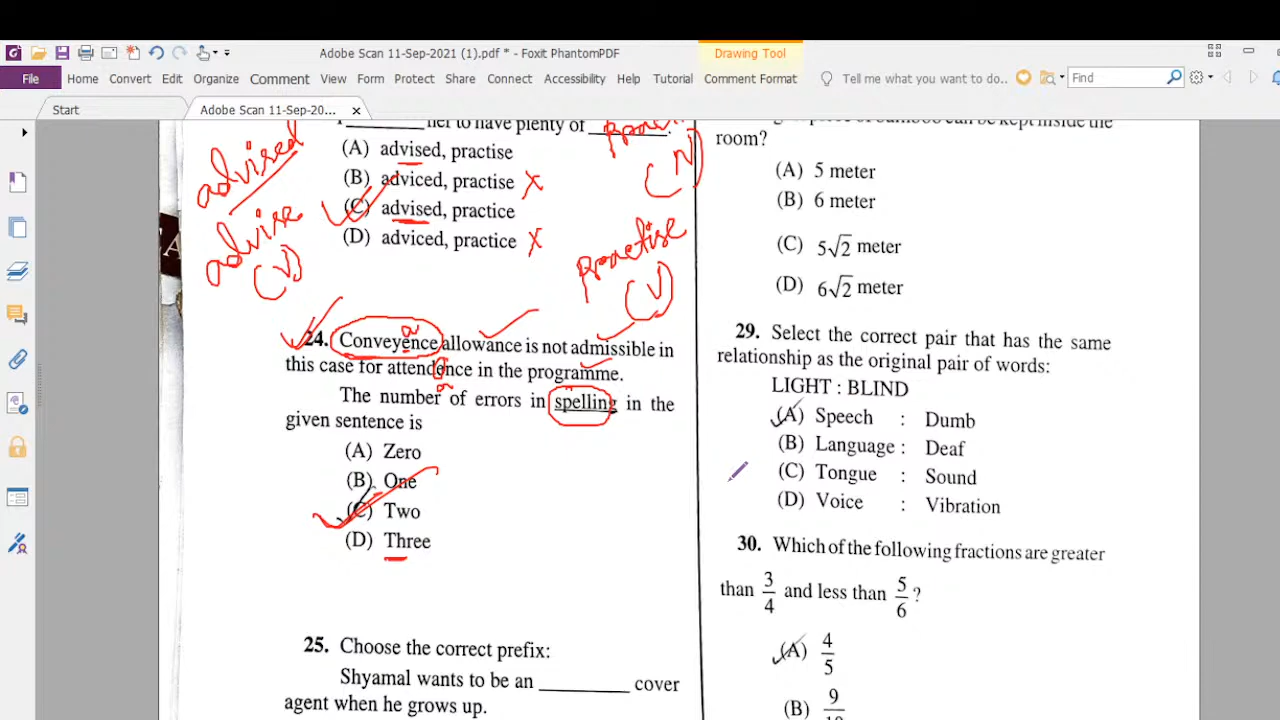 Adobe Scan 11-Sep-2021 (1).pdf * - Foxit PhantomPDF
Drawing Tool
File Home Convert Edit Organize Comment View Form Protect Share Connect Accessibility Help Tutorial Comment Format Tell me what you want to do.. Find
Start
Adobe Scan 11-Sep-20...
her to have plenty of
(A) advised, practise
(B) adviced, practise X
(C) advised, practice
(D) adviced, practice X
advised
advise
(V)
(N)
practise
(V)
24. Conveyence allowance is not admissible in
this case for attendence in the programme.
a
a
The number of errors in spelling in the
given sentence is
(A) Zero
(B) One
(C) Two
(D) Three
25. Choose the correct prefix:
Shyamal wants to be an ________ cover
agent when he grows up.
room?
(A) 5 meter
(B) 6 meter
(C) 5√2 meter
(D) 6√2 meter
29. Select the correct pair that has the same
relationship as the original pair of words:
LIGHT : BLIND
(A) Speech : Dumb
(B) Language : Deaf
(C) Tongue : Sound
(D) Voice : Vibration
30. Which of the following fractions are greater
than 3/4 and less than 5/6?
(A) 4/5
(B) 9